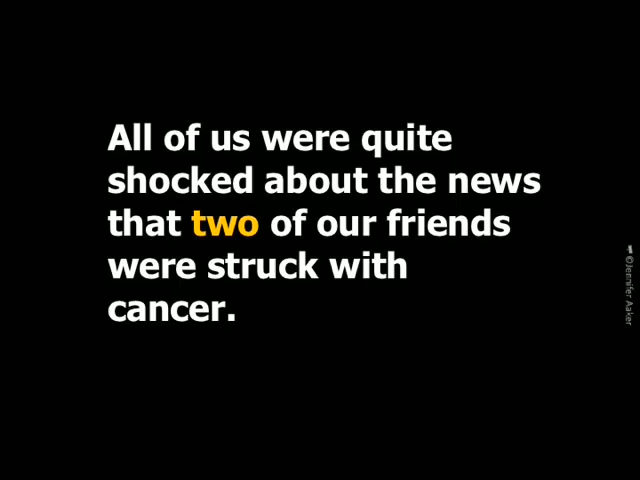 All of us were quite
shocked about the news
that two of our friends
were struck with
cancer.
©Jennifer Aaker